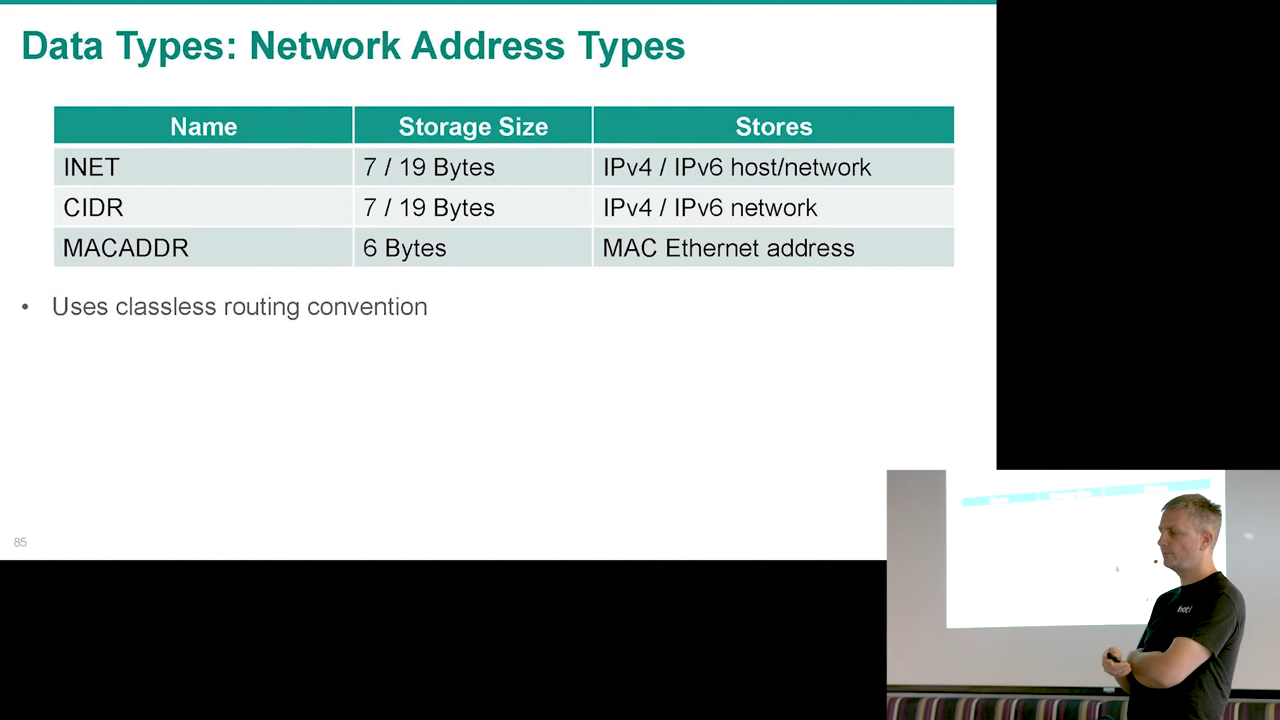 Data Types: Network Address Types
Name Storage Size Stores
INET 7 / 19 Bytes IPv4 / IPv6 host/network
CIDR 7 / 19 Bytes IPv4 / IPv6 network
MACADDR 6 Bytes MAC Ethernet address
• Uses classless routing convention
85